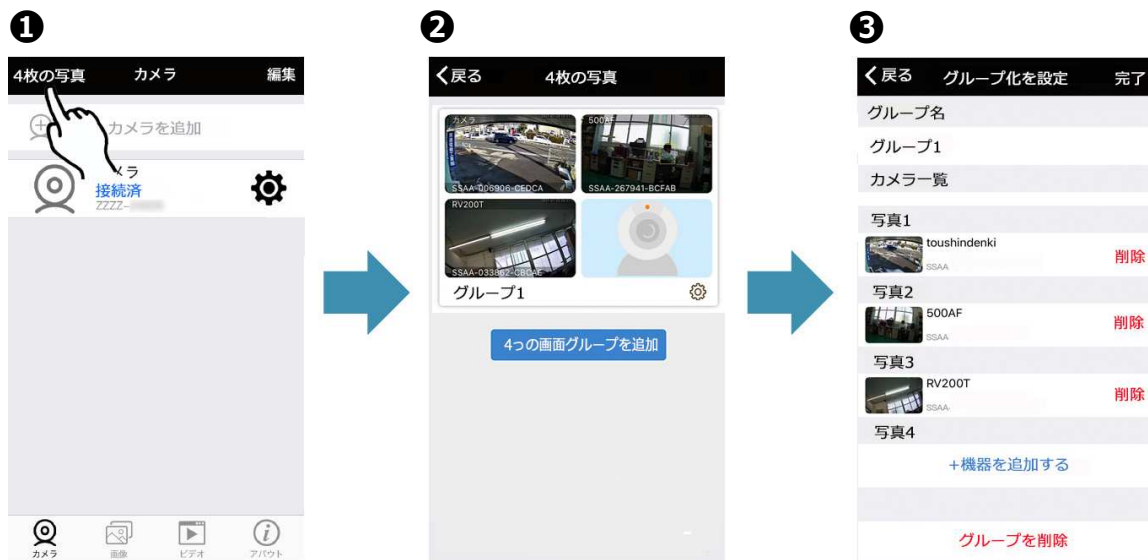 ❶
4枚の写真 カメラ 編集
カメラを追加
メラ
接続済
ZZZZ-
カメラ
画像
ビデオ
アバウト
❷
戻る 4枚の写真
カメラ
SSAA-006906-CEDCA
500AF
SSAA-267941-BCFAB
RV200T
SSAA-033862-CBCAE
グループ1
4つの画面グループを追加
❸
戻る グループ化を設定 完了
グループ名
グループ1
カメラ一覧
写真1
toushindenki
SSAA
削除
写真2
500AF
SSAA
削除
写真3
RV200T
SSAA
削除
写真4
+機器を追加する
グループを削除